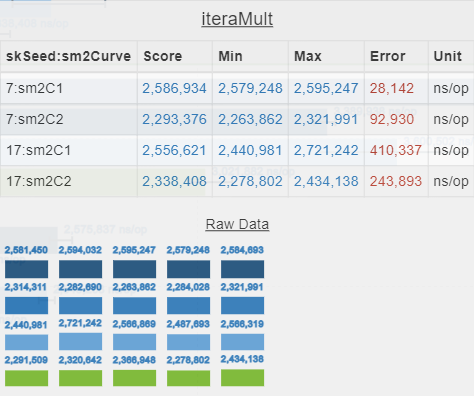 iteraMult
skSeed:sm2Curve Score Min Max Error Unit
7:sm2C1 2,586,934 2,579,248 2,595,247 28,142 ns/op
7:sm2C2 2,293,376 2,263,862 2,321,991 92,930 ns/op
17:sm2C1 2,556,621 2,440,981 2,721,242 410,337 ns/op
17:sm2C2 2,338,408 2,278,802 2,434,138 243,893 ns/op
Raw Data
2,581,450 2,594,032 2,595,247 2,579,248 2,584,693
2,314,311 2,282,690 2,263,862 2,284,028 2,321,991
2,440,981 2,721,242 2,566,869 2,487,693 2,566,319
2,291,509 2,320,642 2,366,948 2,278,802 2,434,138